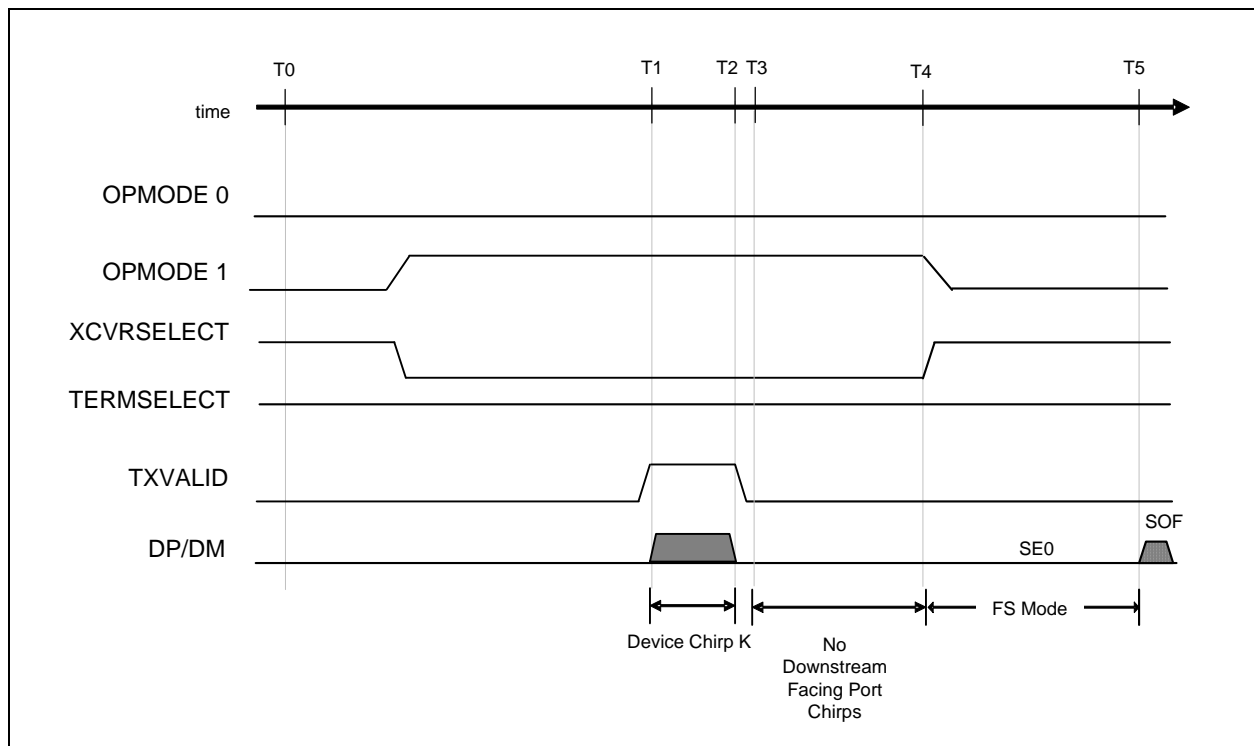 T0
T1
T2
T3
T4
T5
time
OPMODE 0
OPMODE 1
XCVRSELECT
TERMSELECT
TXVALID
DP/DM
SE0
SOF
Device Chirp K
No
Downstream
Facing Port
Chirps
FS Mode